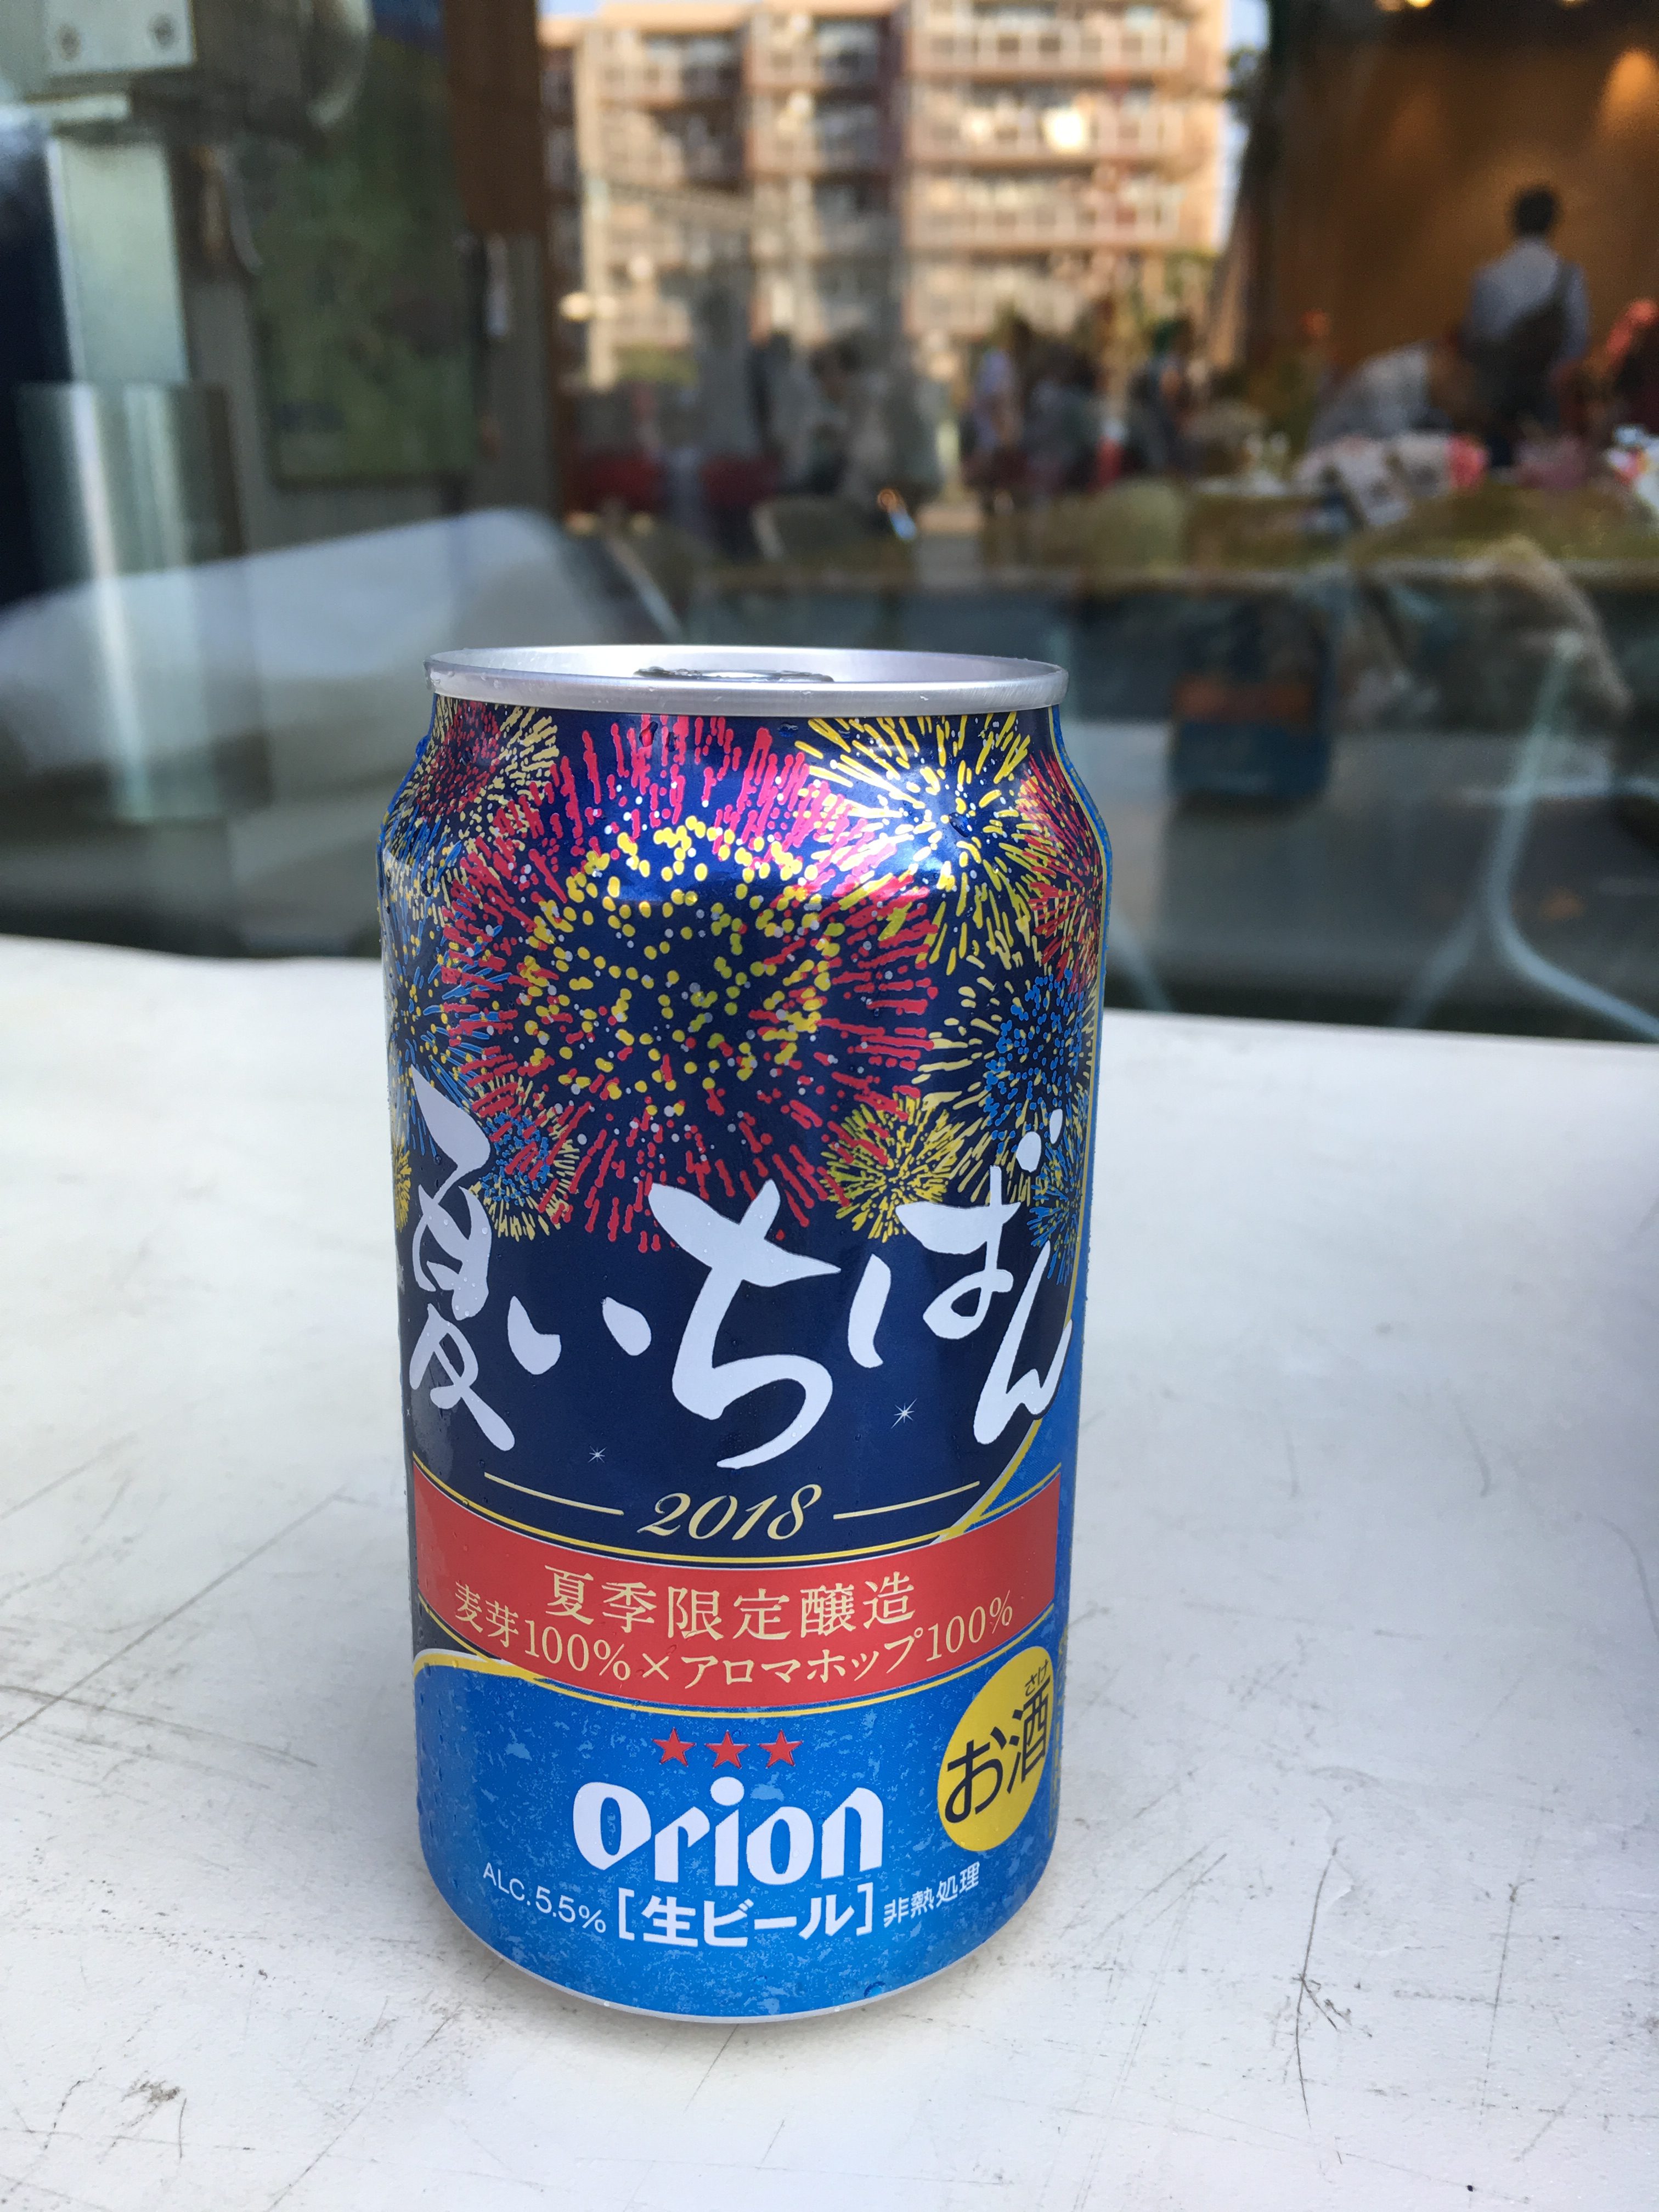 夏いちばん
2018
夏季限定醸造
麦芽100%×アロマホップ100%
さけ
お酒
orion
ALC.5.5% [生ビール] 非熱処理